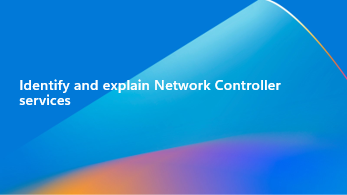 Identify and explain Network Controller
services